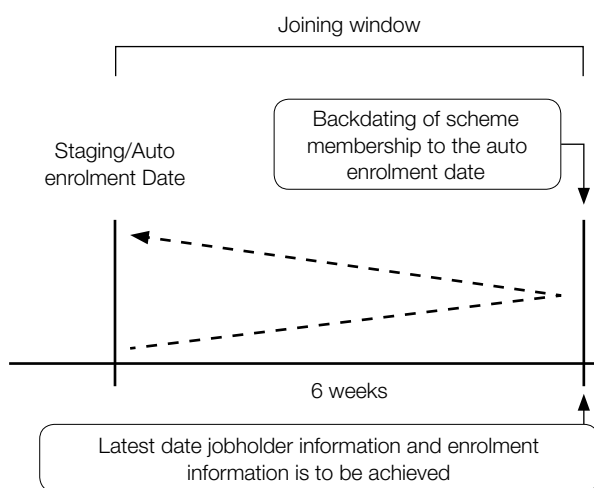 Joining window
Backdating of scheme
membership to the auto
enrolment date
Staging/Auto
enrolment Date
6 weeks
Latest date jobholder information and enrolment
information is to be achieved